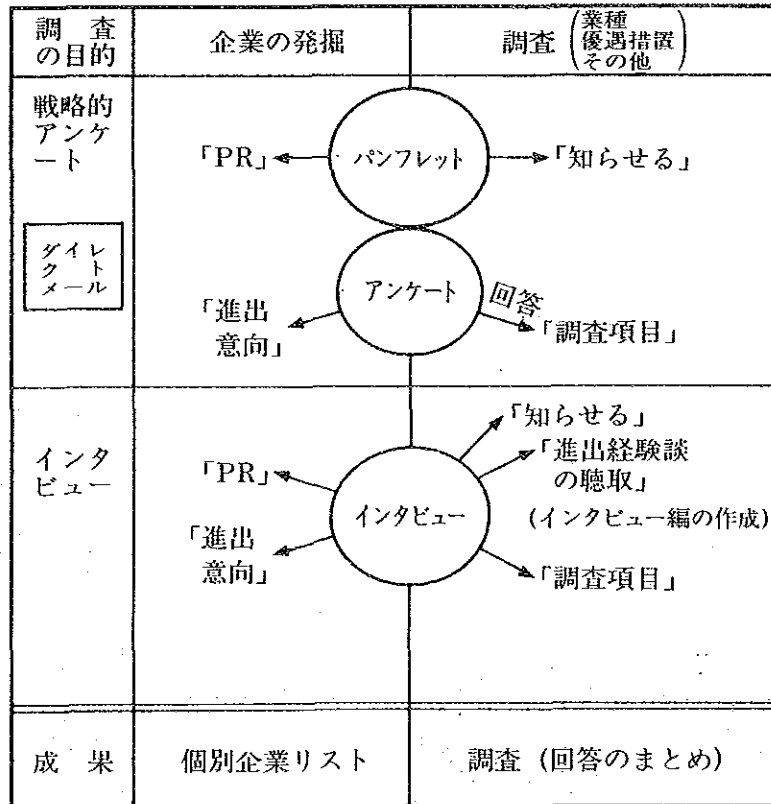 調査
の目的
企業の発掘
調査(業種
優遇措置
その他)
戦略的
アンケ
ート
「PR」
パンフレット
「知らせる」
ダイレ
クト
メール
アンケート
回答
「進出
意向」
「調査項目」
インタ
ビュー
「PR」
インタビュー
「進出
意向」
「知らせる」
「進出経験談
の聴取」
(インタビュー編の作成)
「調査項目」
成果
個別企業リスト
調査(回答のまとめ)